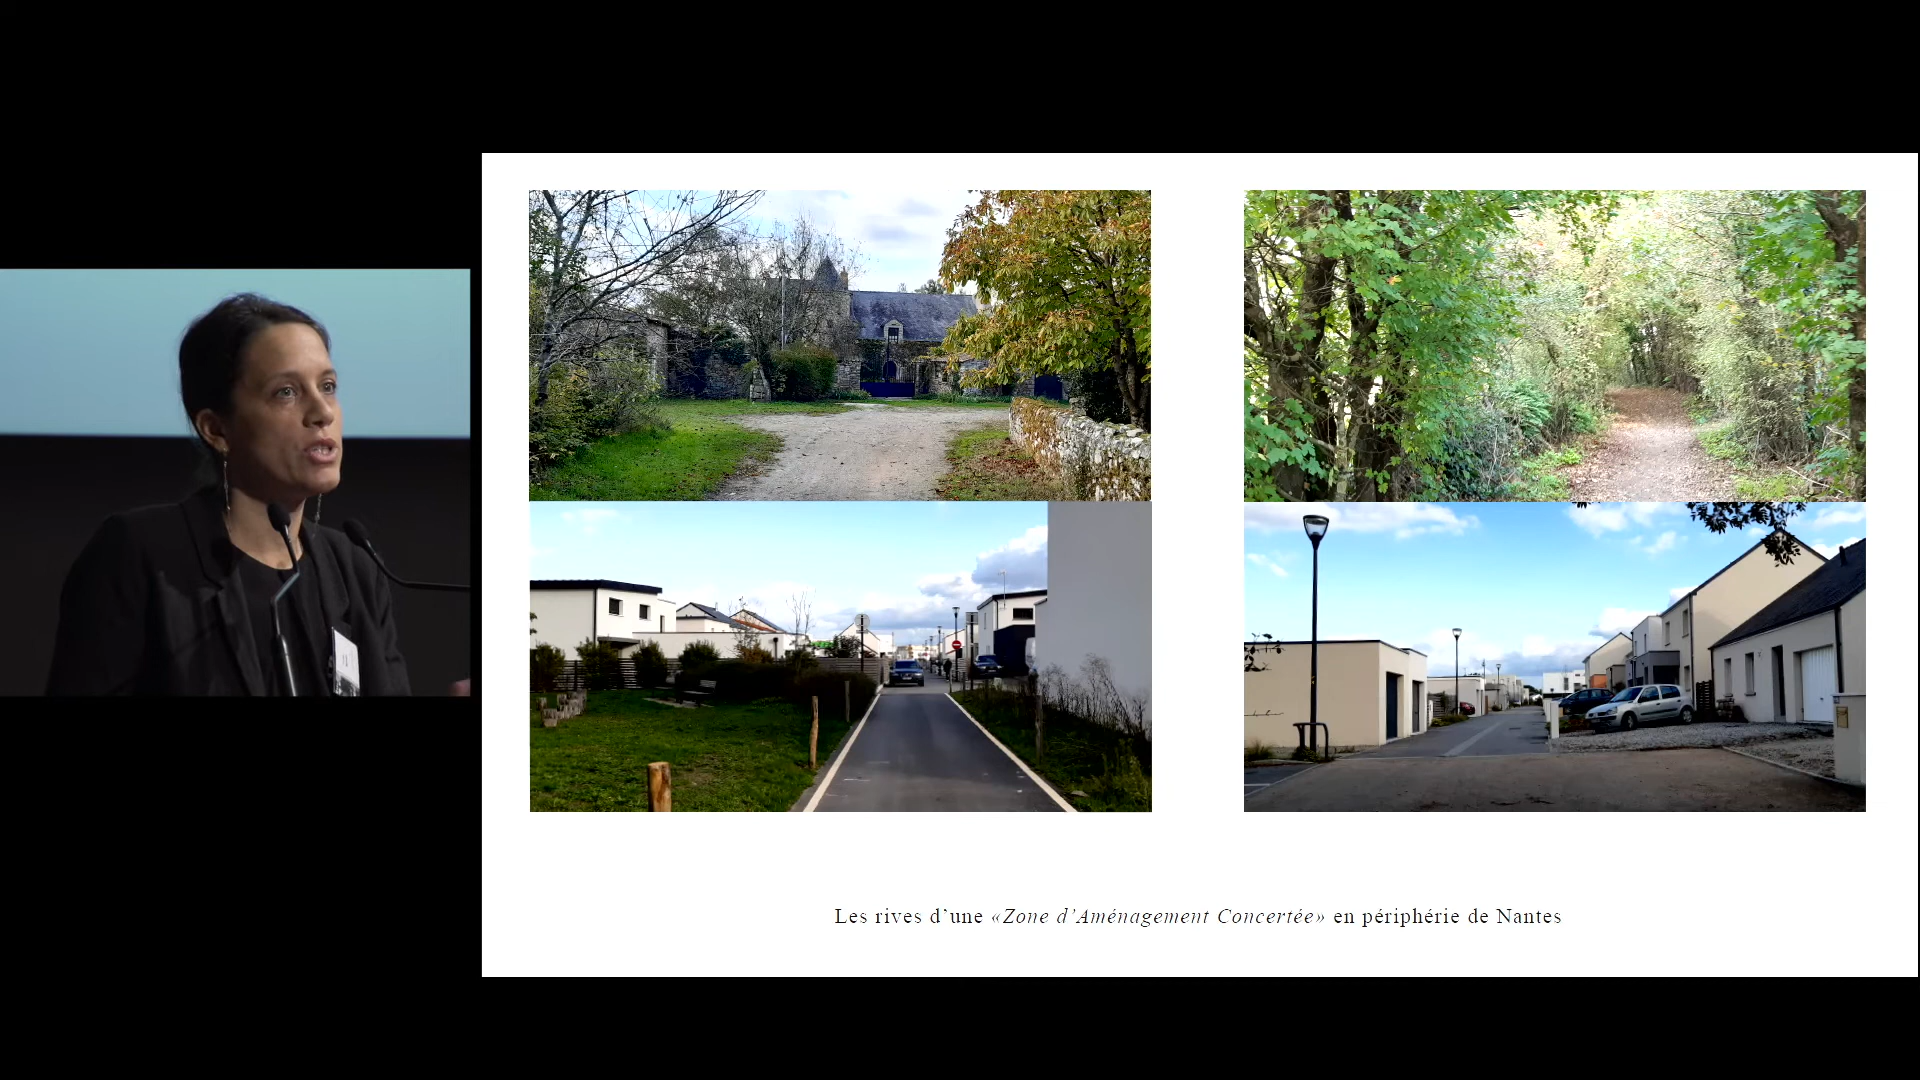 Les rives d’une «Zone d’Aménagement Concertée» en périphérie de Nantes